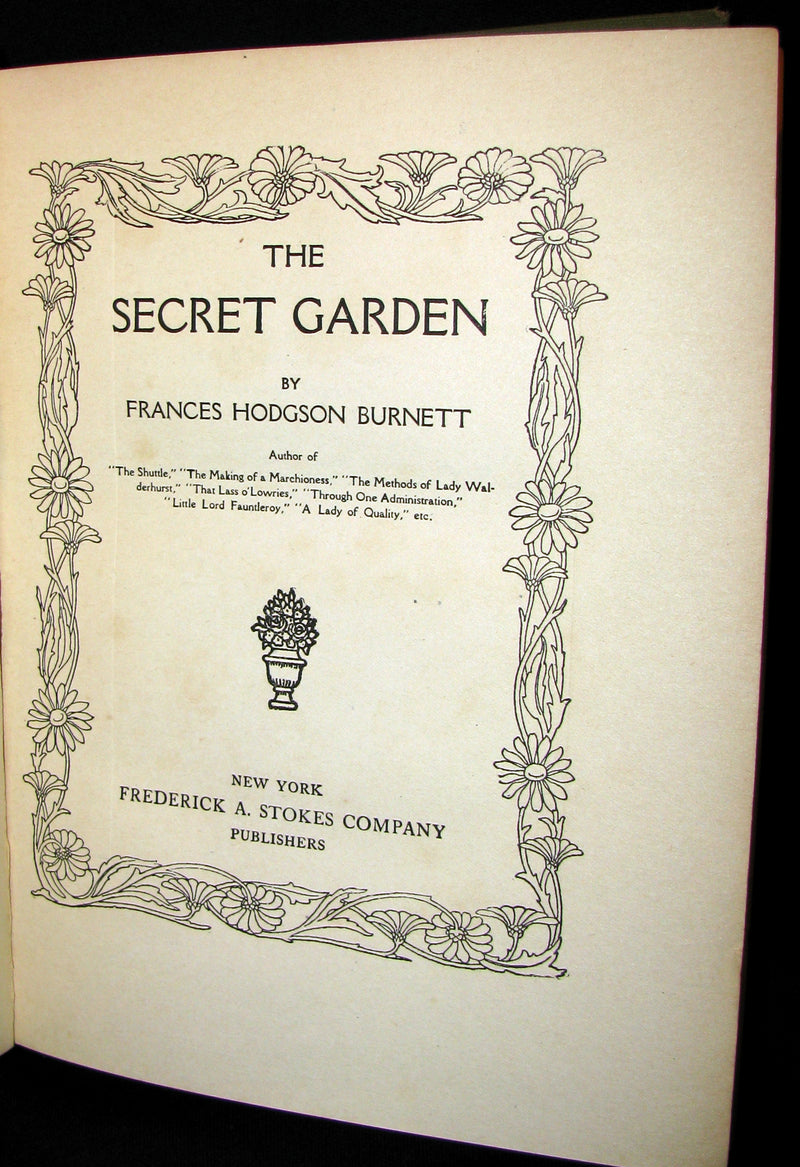 THE
SECRET GARDEN
BY
FRANCES HODGSON BURNETT
Author of
"The Shuttle," "The Making of a Marchioness," "The Methods of Lady Wal-
derhurst," "That Lass o'Lowries," "Through One Administration,"
"Little Lord Fauntleroy," "A Lady of Quality," etc.
NEW YORK
FREDERICK A. STOKES COMPANY
PUBLISHERS